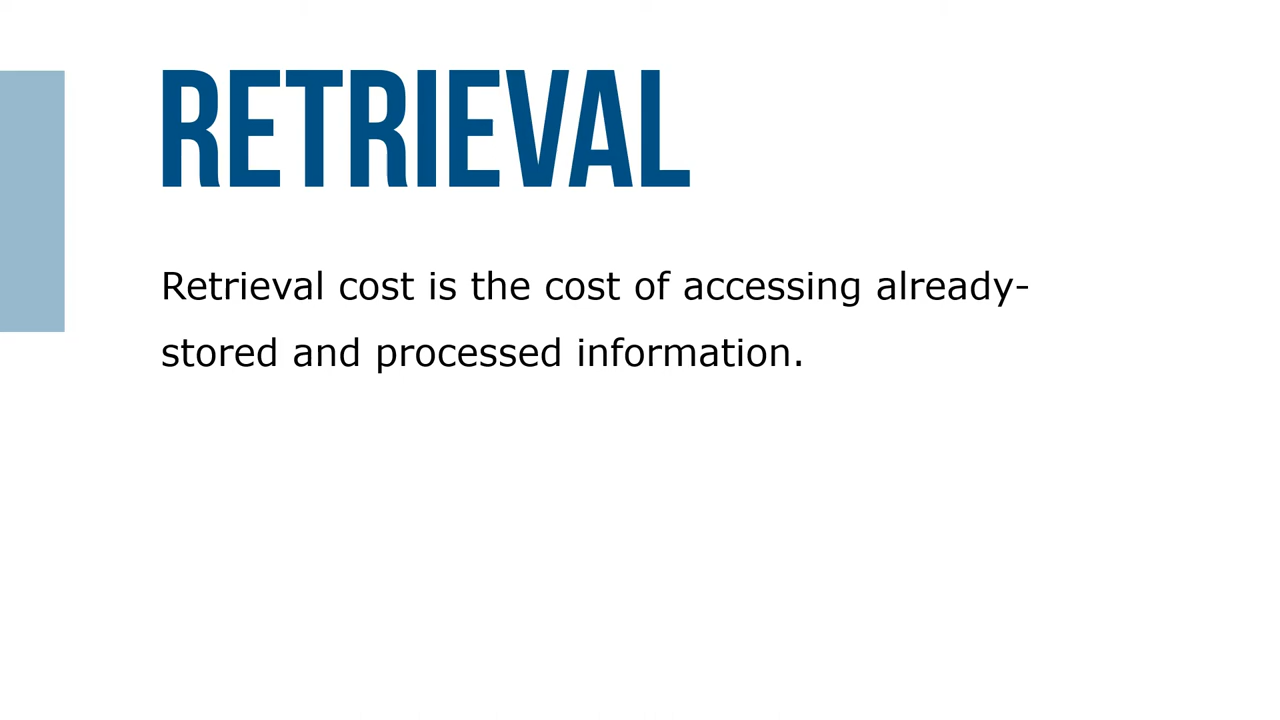 RETRIEVAL
Retrieval cost is the cost of accessing already-
stored and processed information.